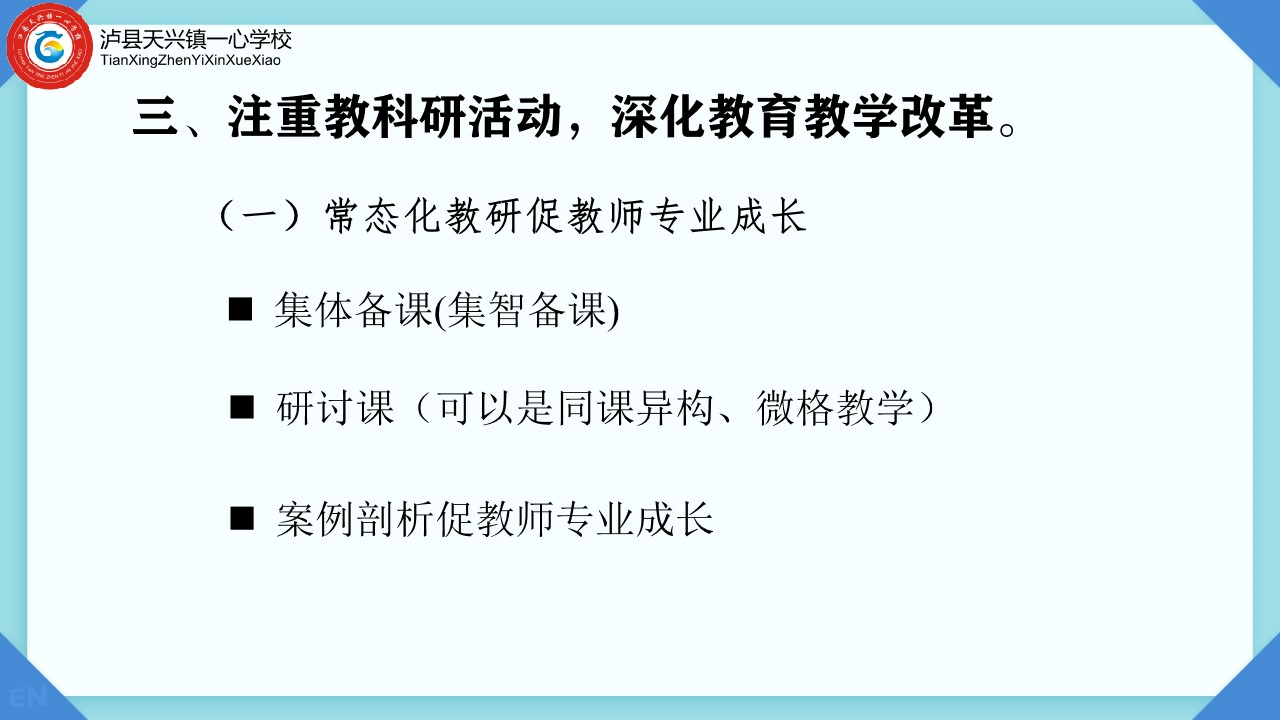 泸县天兴镇一心学校
TianXingZhenYiXinXueXiao
三、注重教科研活动，深化教育教学改革。
（一）常态化教研促教师专业成长
■ 集体备课(集智备课)
■ 研讨课（可以是同课异构、微格教学）
■ 案例剖析促教师专业成长
EN